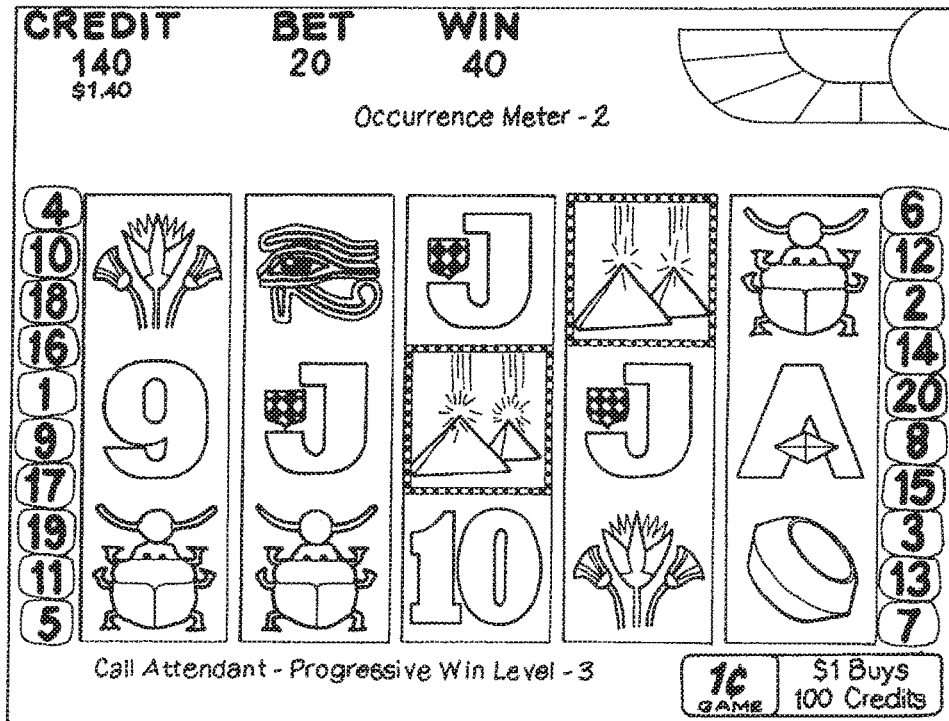 CREDIT BET WIN
140 20 40
$1.40
Occurrence Meter - 2
4 6
10 12
18 J 2
16 14
1 20
9 9 J J A 8
17 15
19 3
11 10 13
5 7
Call Attendant - Progressive Win Level - 3
1¢ $1 Buys
GAME 100 Credits